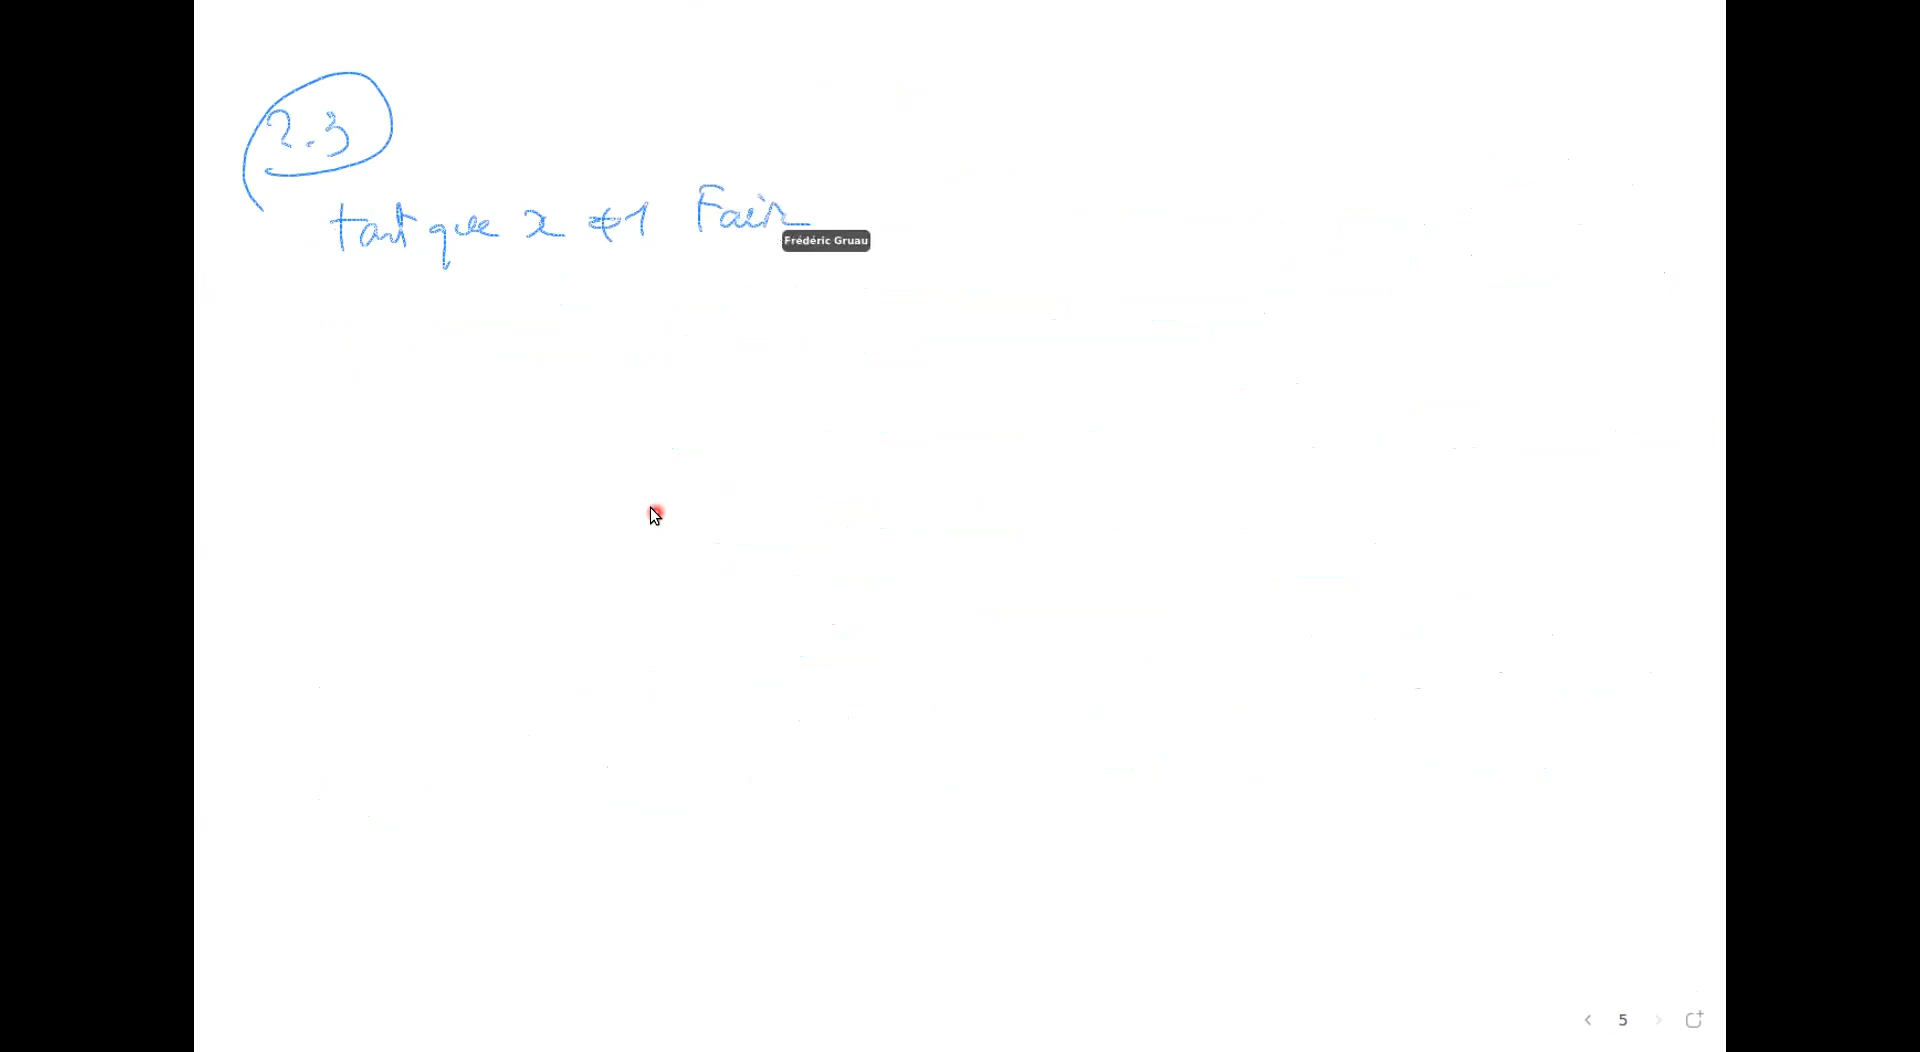 2.3
tant que x ≠ 1 Faire
Frédéric Gruau
5